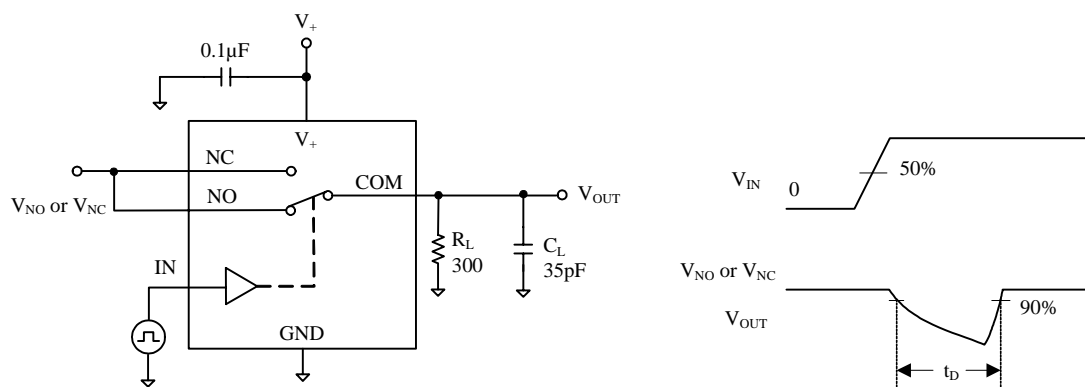 V+
0.1µF
V+
NC
NO
COM
VOUT
VNO or VNC
RL
300
CL
35pF
IN
GND
VIN
0
50%
VNO or VNC
VOUT
90%
tD